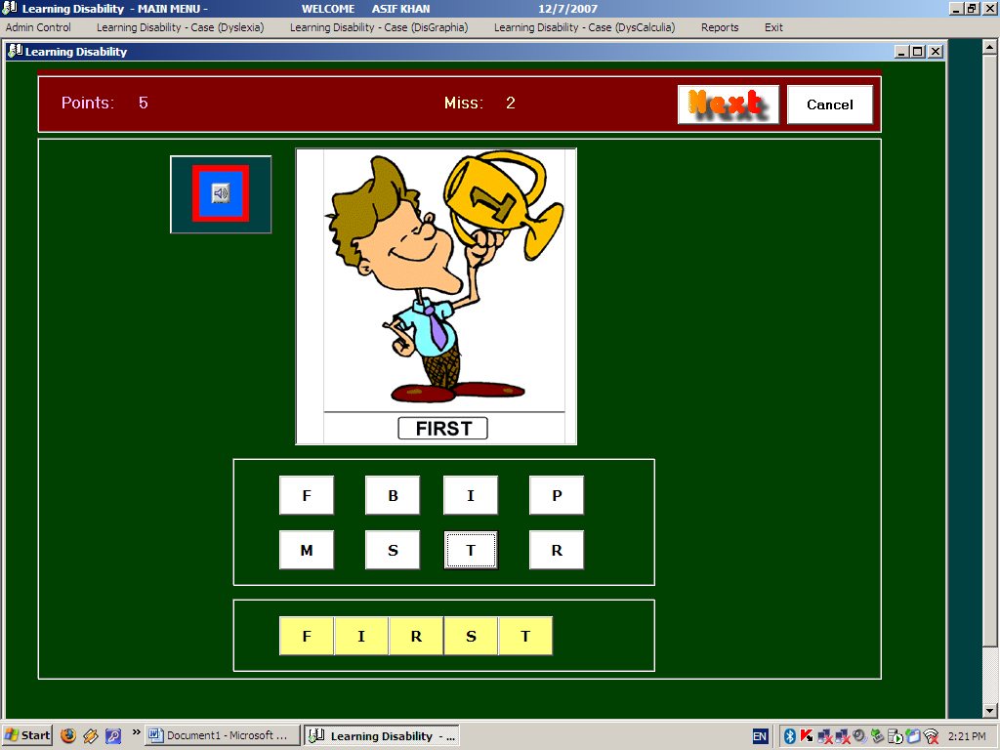 Learning Disability - MAIN MENU - WELCOME ASIF KHAN 12/7/2007
Admin Control Learning Disability - Case (Dyslexia) Learning Disability - Case (DisGraphia) Learning Disability - Case (DysCalculia) Reports Exit
Learning Disability
Points: 5 Miss: 2 Next Cancel
1
FIRST
F B I P
M S T R
F I R S T
Start » Document1 - Microsoft ... Learning Disability - ... EN 2:21 PM